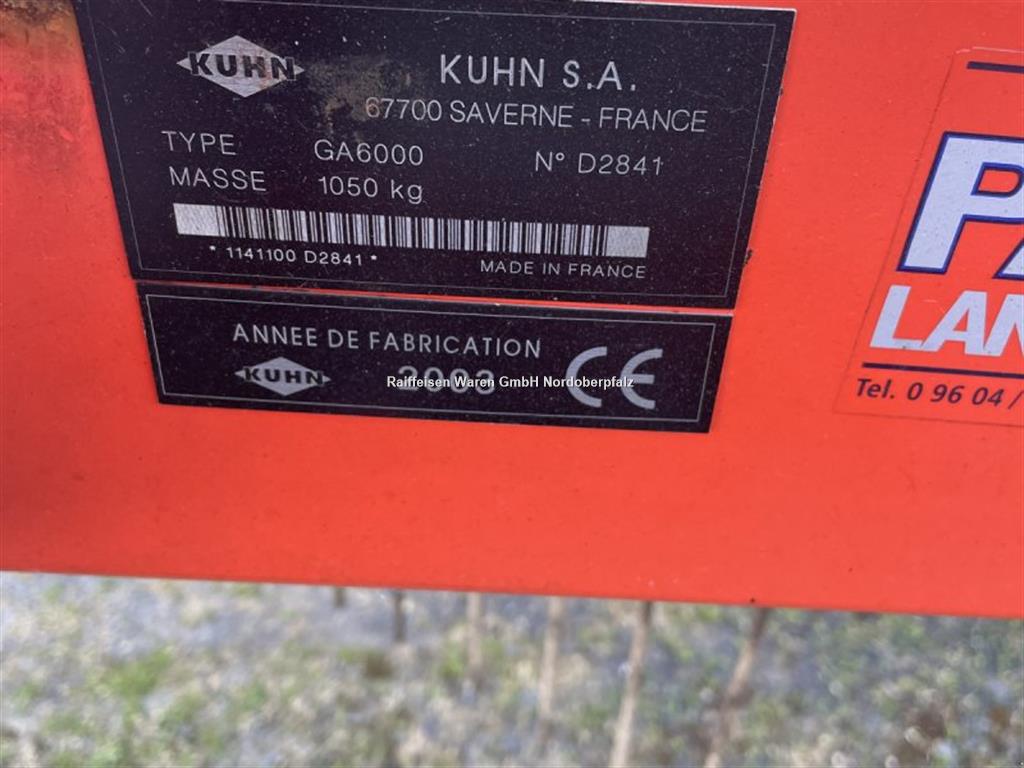 KUHN
KUHN S.A.
67700 SAVERNE - FRANCE
TYPE GA6000 N° D2841
MASSE 1050 kg
* 1141100 D2841 *
MADE IN FRANCE
ANNEE DE FABRICATION
KUHN 2003 CE
Raiffeisen Waren GmbH Nordoberpfalz
LAN
Tel. 0 96 04 /